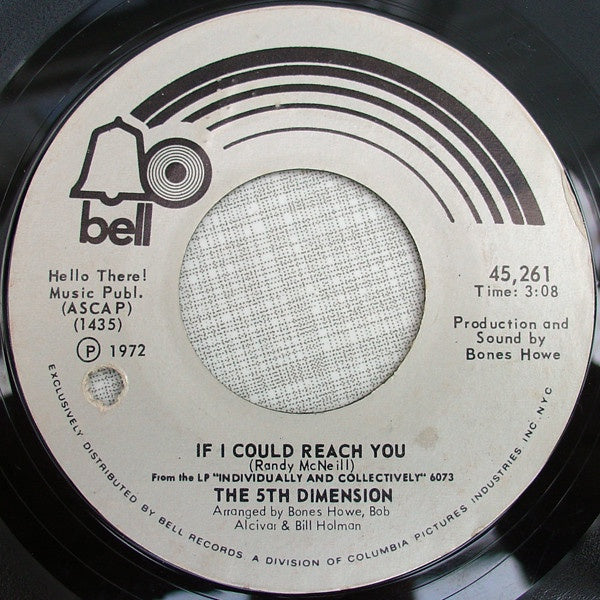 bell
Hello There!
Music Publ.
(ASCAP)
(1435)
Ⓟ 1972
45,261
Time: 3:08
Production and
Sound by
Bones Howe
IF I COULD REACH YOU
(Randy McNeill)
From the LP "INDIVIDUALLY AND COLLECTIVELY" 6073
THE 5TH DIMENSION
Arranged by Bones Howe, Bob
Alcivar & Bill Holman
EXCLUSIVELY DISTRIBUTED BY BELL RECORDS A DIVISION OF COLUMBIA PICTURES INDUSTRIES INC. N.Y.C.